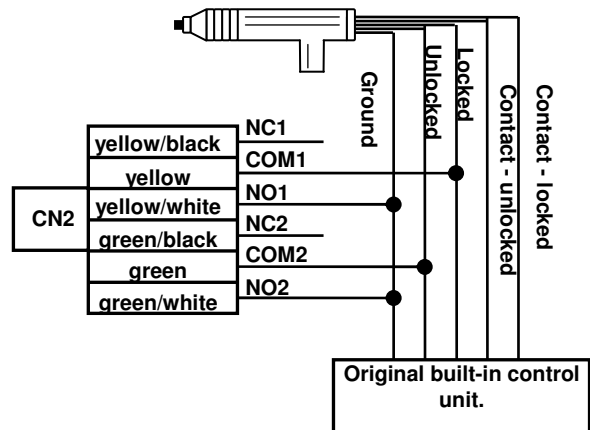 Ground
Unlocked
Locked
Contact - unlocked
Contact - locked
CN2
yellow/black NC1
yellow COM1
yellow/white NO1
green/black NC2
green COM2
green/white NO2
Original built-in control
unit.